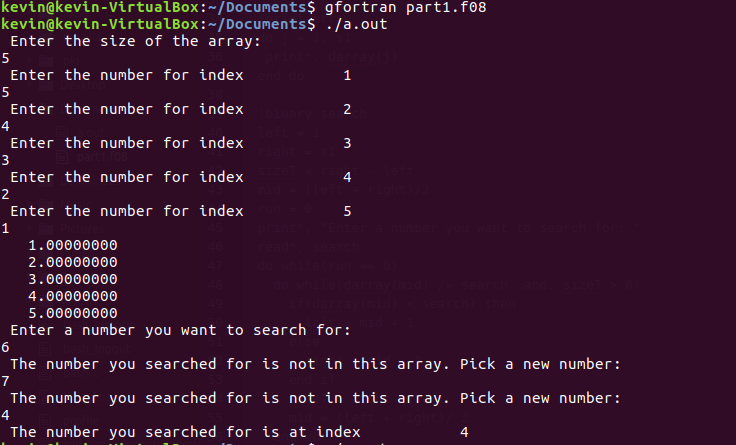 kevin@kevin-VirtualBox:~/Documents$ gfortran part1.f08
kevin@kevin-VirtualBox:~/Documents$ ./a.out
Enter the size of the array:
5
Enter the number for index 1
5
Enter the number for index 2
4
Enter the number for index 3
3
Enter the number for index 4
2
Enter the number for index 5
1
1.00000000
2.00000000
3.00000000
4.00000000
5.00000000
Enter a number you want to search for:
6
The number you searched for is not in this array. Pick a new number:
7
The number you searched for is not in this array. Pick a new number:
4
The number you searched for is at index 4